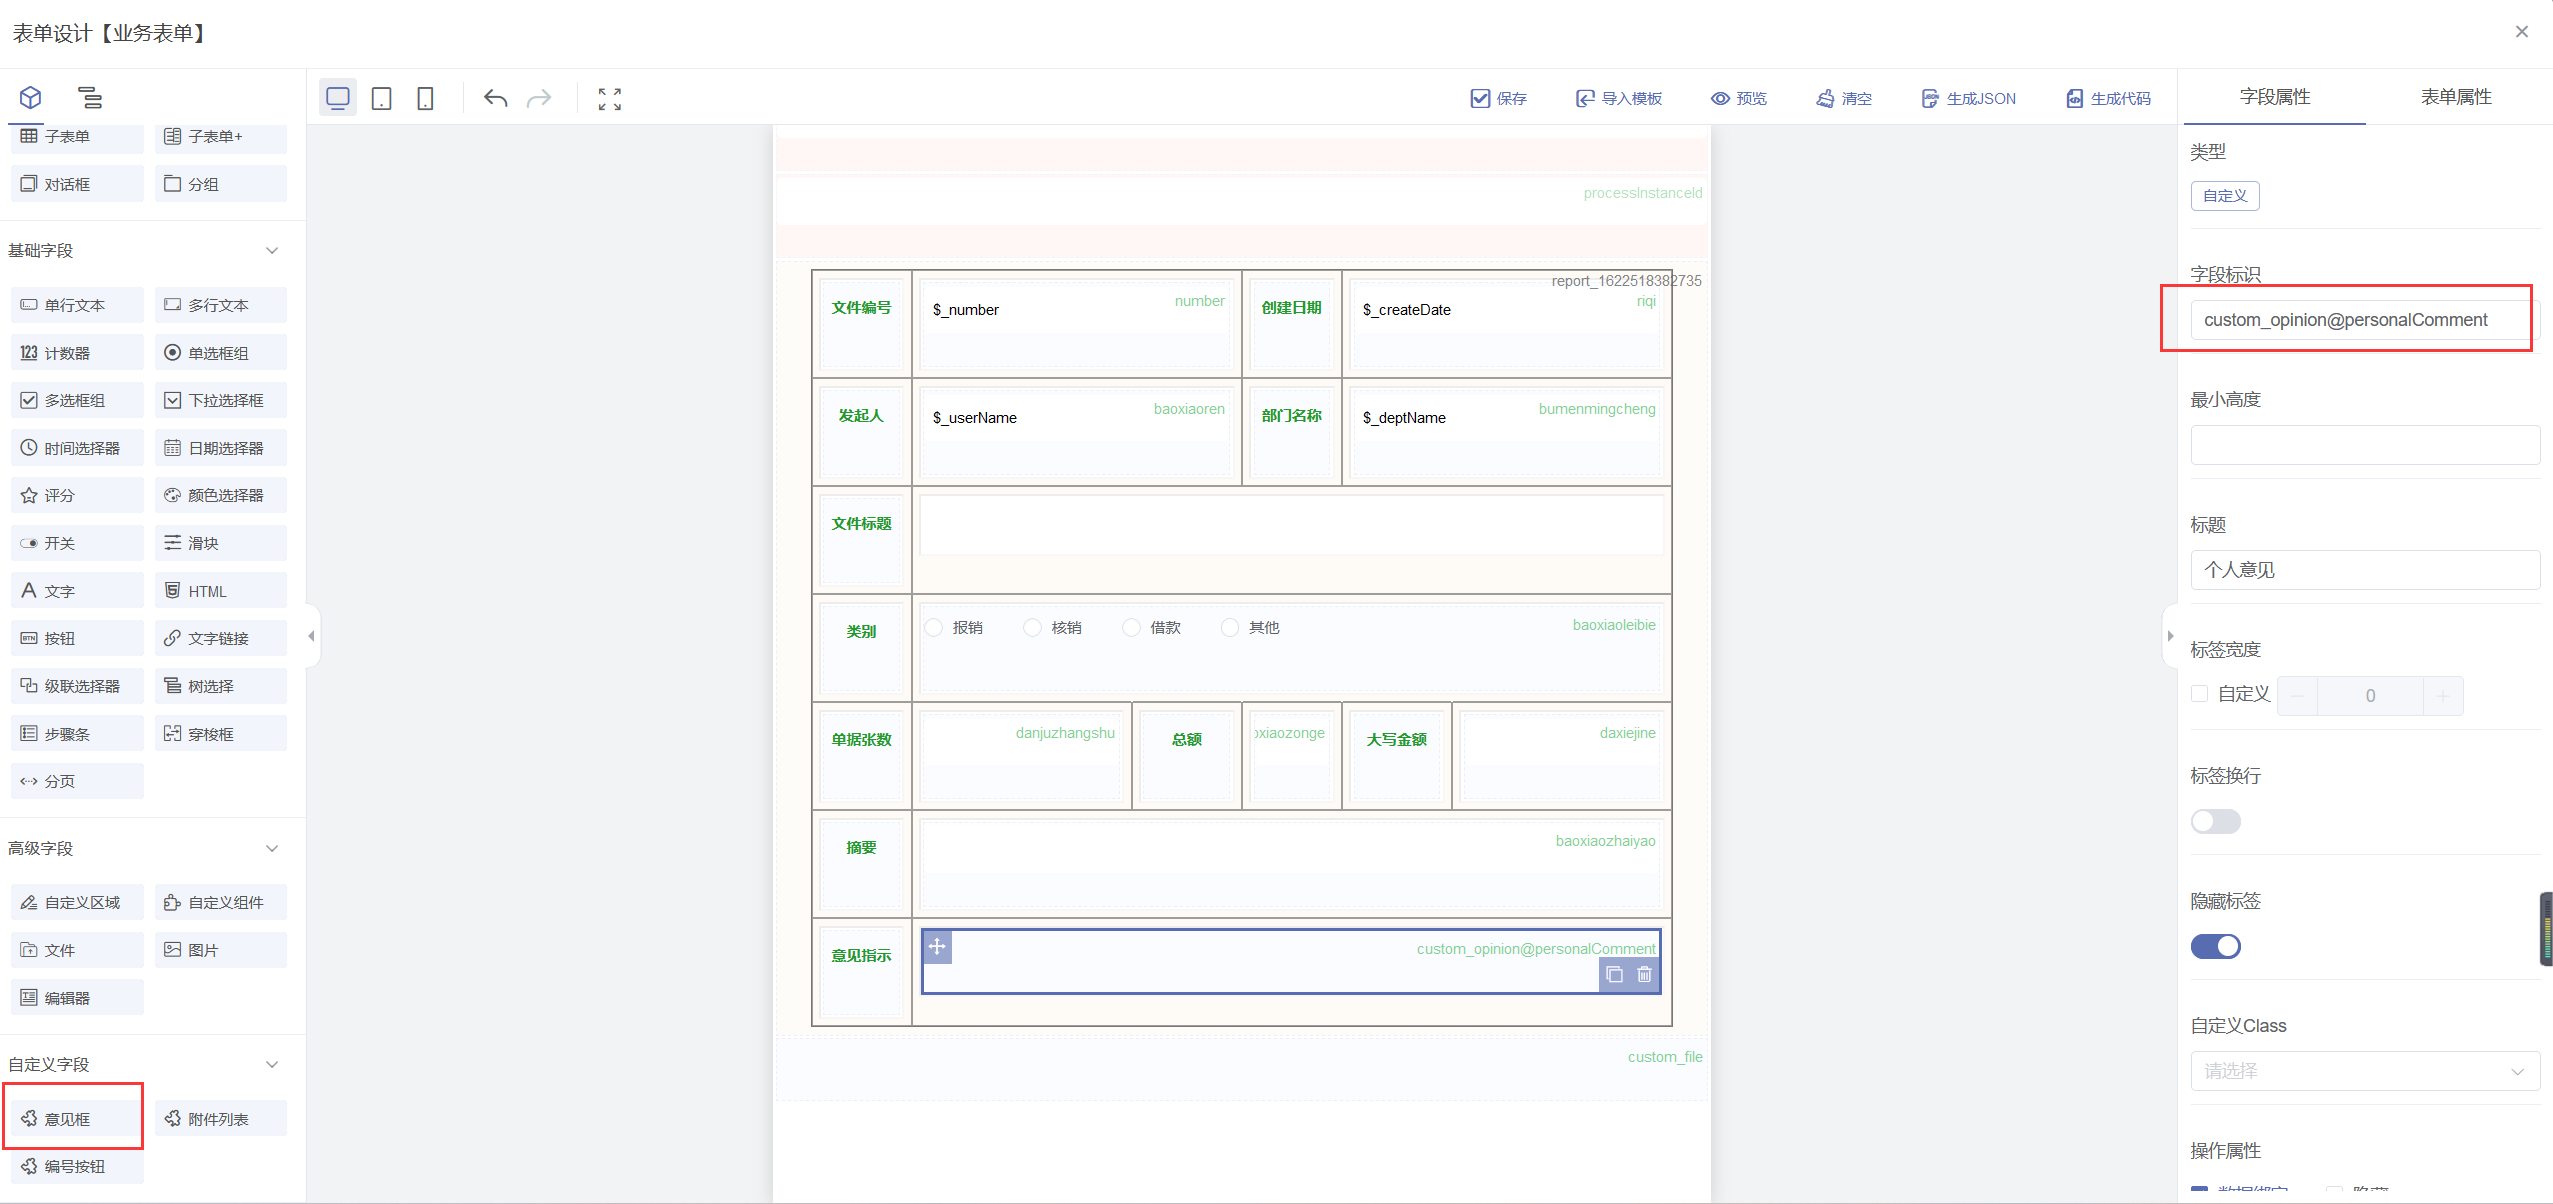 表单设计【业务表单】
保存 导入模板 预览 清空 生成JSON 生成代码
字段属性 表单属性
子表单 子表单+
对话框 分组
基础字段
单行文本 多行文本
计数器 单选框组
多选框组 下拉选择框
时间选择器 日期选择器
评分 颜色选择器
开关 滑块
文字 HTML
按钮 文字链接
级联选择器 树选择
步骤条 穿梭框
分页
高级字段
自定义区域 自定义组件
文件 图片
编辑器
自定义字段
意见框 附件列表
编号按钮
processInstanceId
report_1622518382735
文件编号 $_number number 创建日期 $_createDate riqi
发起人 $_userName baoxiaoren 部门名称 $_deptName bumenmingcheng
文件标题
类别 报销 核销 借款 其他 baoxiaoleibie
单据张数 danjuzhangshu 总额 oxiaozonge 大写金额 daxiejine
摘要 baoxiaozhaiyao
意见指示 custom_opinion@personalComment
custom_file
类型
自定义
字段标识
custom_opinion@personalComment
最小高度
标题
个人意见
标签宽度
自定义 0
标签换行
隐藏标签
自定义Class
请选择
操作属性
数据绑定 隐藏